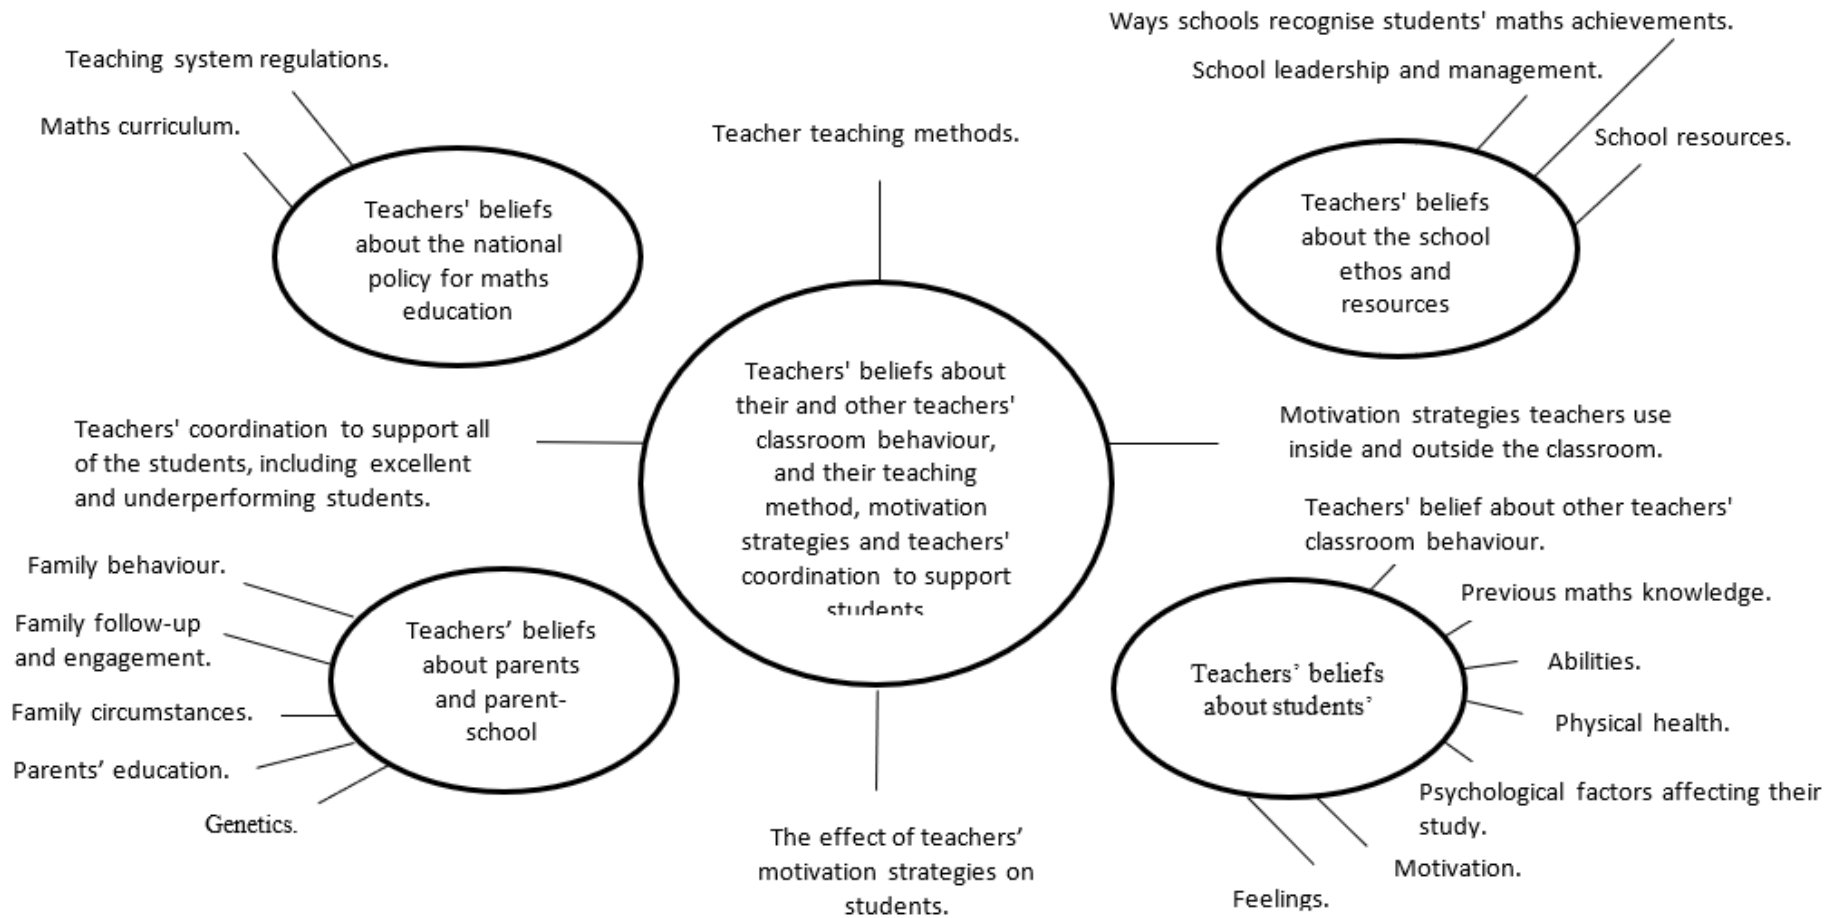 Ways schools recognise students' maths achievements.
Teaching system regulations.
School leadership and management.
Maths curriculum.
Teacher teaching methods.
School resources.
Teachers' beliefs
about the national
policy for maths
education
Teachers' beliefs
about the school
ethos and
resources
Teachers' beliefs about
their and other teachers'
classroom behaviour,
and their teaching
method, motivation
strategies and teachers'
coordination to support
students
Teachers' coordination to support all
of the students, including excellent
and underperforming students.
Motivation strategies teachers use
inside and outside the classroom.
Teachers' belief about other teachers'
classroom behaviour.
Family behaviour.
Family follow-up
and engagement.
Family circumstances.
Parents’ education.
Genetics.
Teachers’ beliefs
about parents
and parent-
school
Previous maths knowledge.
Abilities.
Physical health.
Teachers’ beliefs
about students’
Psychological factors affecting their
study.
Motivation.
Feelings.
The effect of teachers’
motivation strategies on
students.